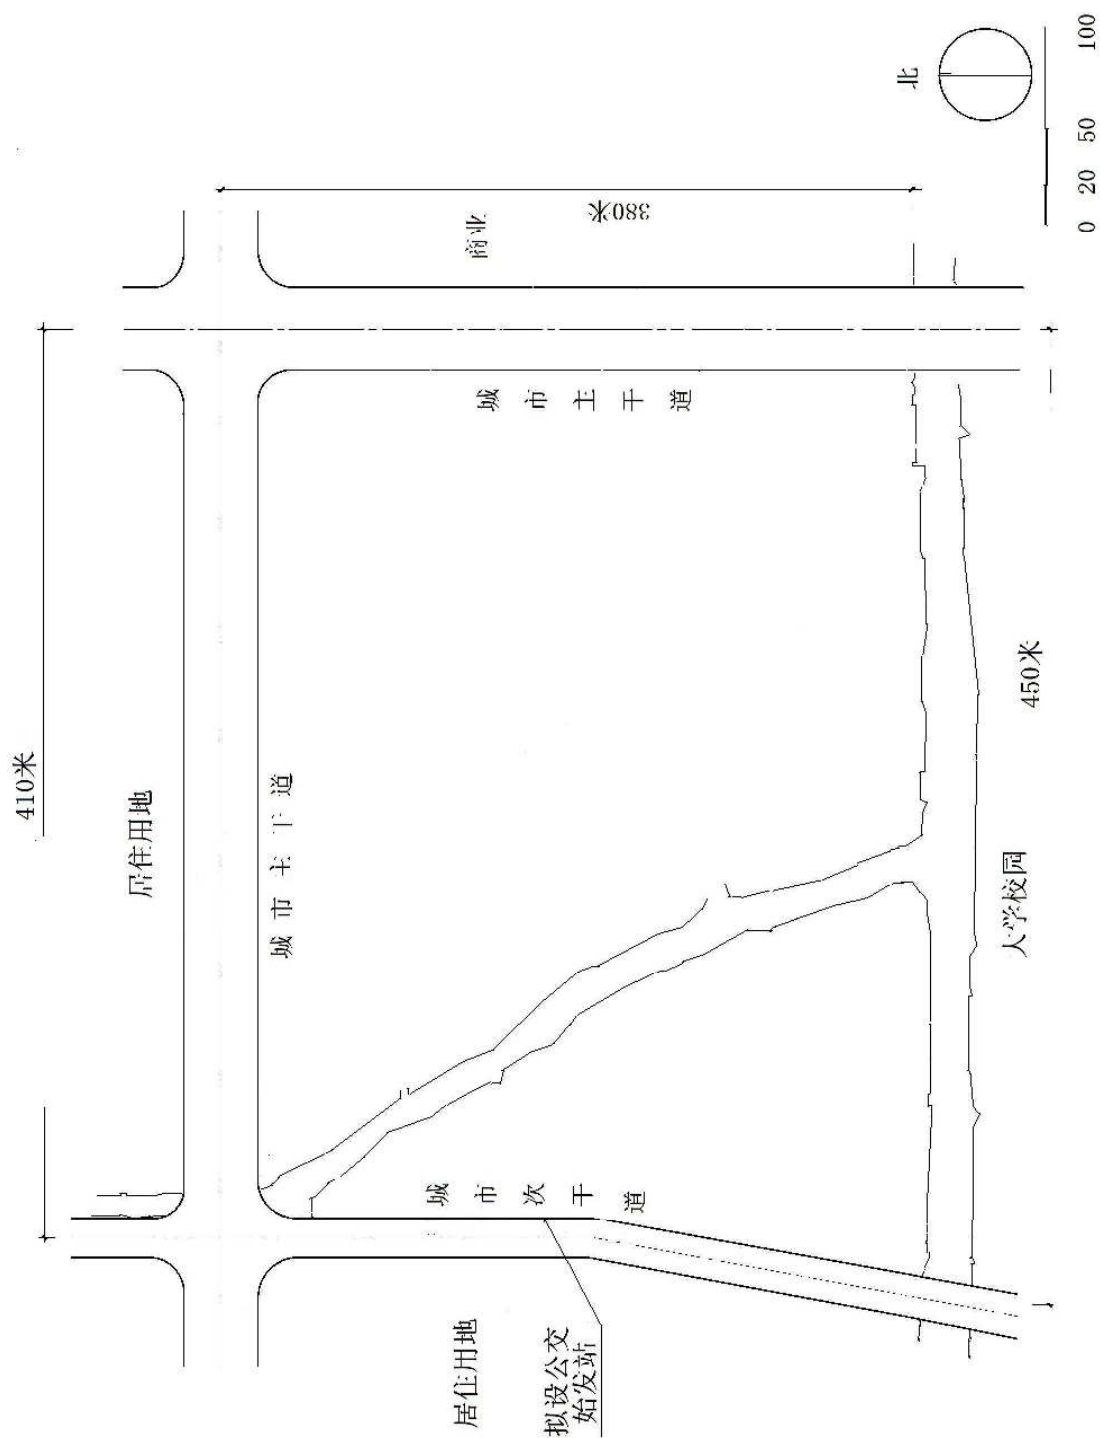 北
0 20 50 100
商业
380米
城市主干道
410米
居住用地
城市主干道
450米
大学校园
城市次干道
居住用地
拟设公交
始发站